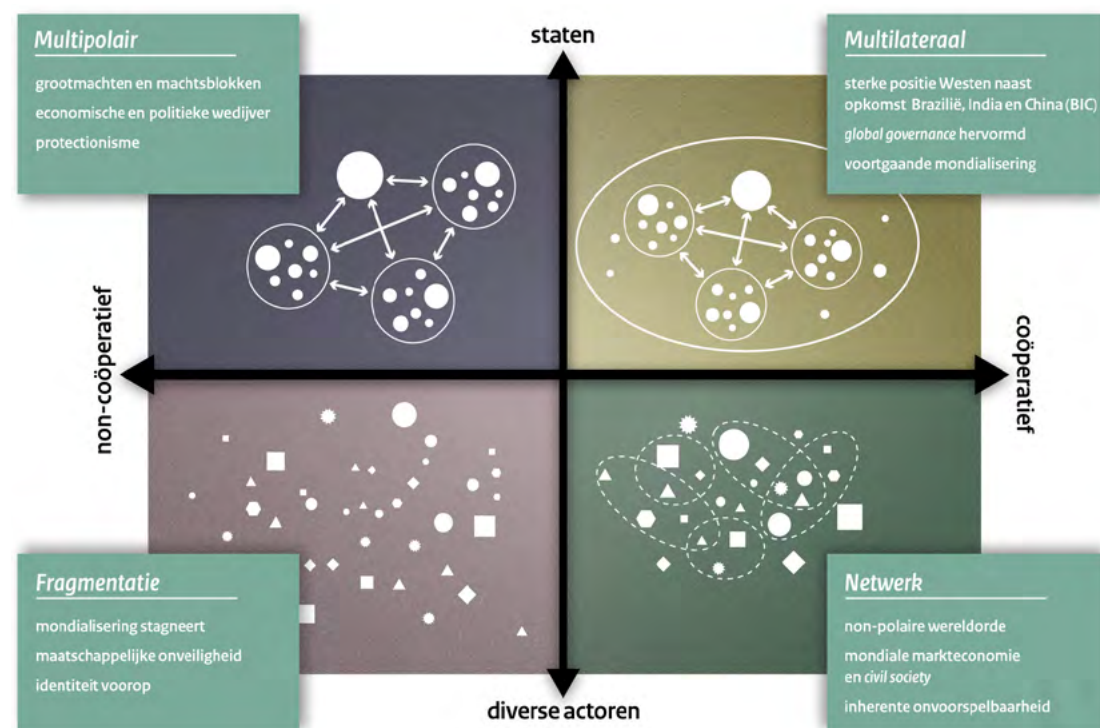 Multipolair
grootmachten en machtsblokken
economische en politieke wedijver
protectionisme
staten
Multilateraal
sterke positie Westen naast
opkomst Brazilië, India en China (BIC)
global governance hervormd
voortgaande mondialisering
non-coöperatief
coöperatief
Fragmentatie
mondialisering stagneert
maatschappelijke onveiligheid
identiteit voorop
diverse actoren
Netwerk
non-polaire wereldorde
mondiale markteconomie
en civil society
inherente onvoorspelbaarheid